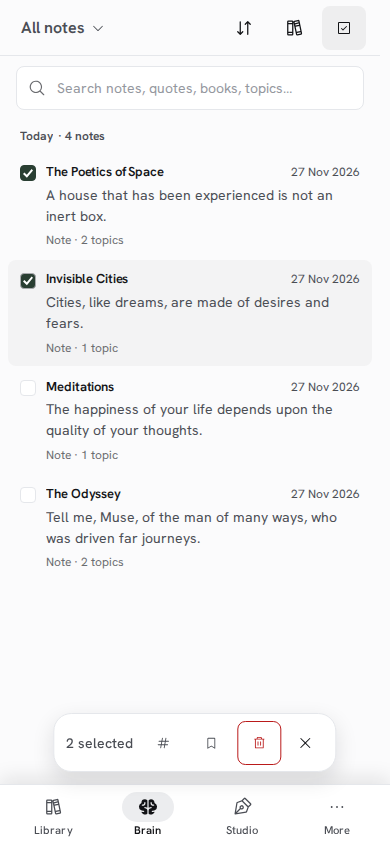 All notes
Search notes, quotes, books, topics...
Today · 4 notes
The Poetics of Space 27 Nov 2026
A house that has been experienced is not an
inert box.
Note · 2 topics
Invisible Cities 27 Nov 2026
Cities, like dreams, are made of desires and
fears.
Note · 1 topic
Meditations 27 Nov 2026
The happiness of your life depends upon the
quality of your thoughts.
Note · 1 topic
The Odyssey 27 Nov 2026
Tell me, Muse, of the man of many ways, who
was driven far journeys.
Note · 2 topics
2 selected
Library Brain Studio More